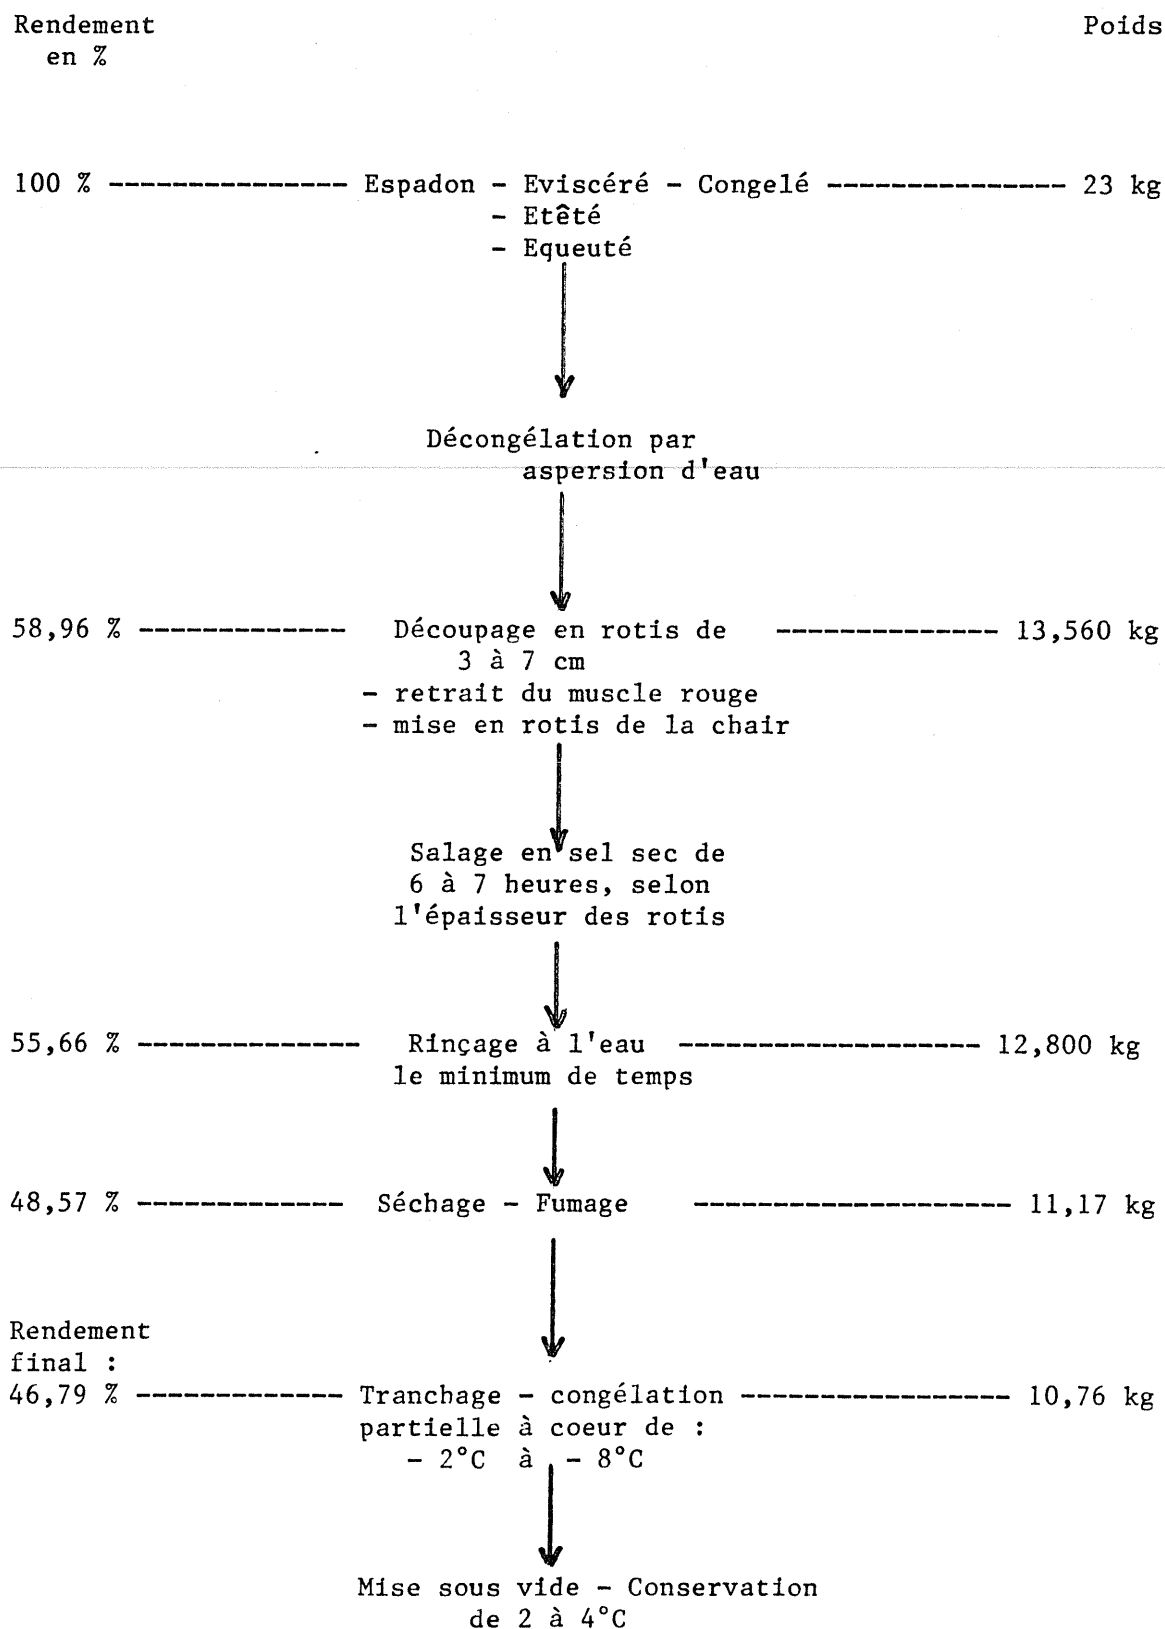 Rendement Poids
en %
100 % --------------- Espadon - Eviscéré - Congelé --------------- 23 kg
- Etêté
- Equeuté
Décongélation par
aspersion d'eau
58,96 % ------------- Découpage en rotis de -------------- 13,560 kg
3 à 7 cm
- retrait du muscle rouge
- mise en rotis de la chair
Salage en sel sec de
6 à 7 heures, selon
l'épaisseur des rotis
55,66 % -------------- Rinçage à l'eau ------------------- 12,800 kg
le minimum de temps
48,57 % ------------- Séchage - Fumage -------------------- 11,17 kg
Rendement
final :
46,79 % ------------- Tranchage - congélation ----------------- 10,76 kg
partielle à coeur de :
- 2°C à - 8°C
Mise sous vide - Conservation
de 2 à 4°C